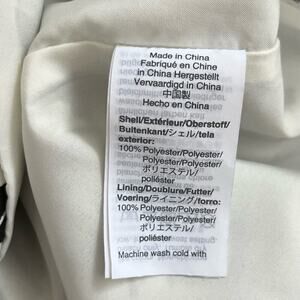 Made in China
Fabriqué en Chine
in China Hergestellt
Vervaardigd in China
中国製
Hecho en China
Shell/Extérieur/Oberstoff/
Buitenkant/シェル/tela
exterior:
100% Polyester/Polyester/
Polyester/Polyester/
ポリエステル/
poliéster
Lining/Doublure/Futter/
Voering/ライニング/forro:
100% Polyester/Polyester/
Polyester/Polyester/
ポリエステル/
poliéster
Machine wash cold with